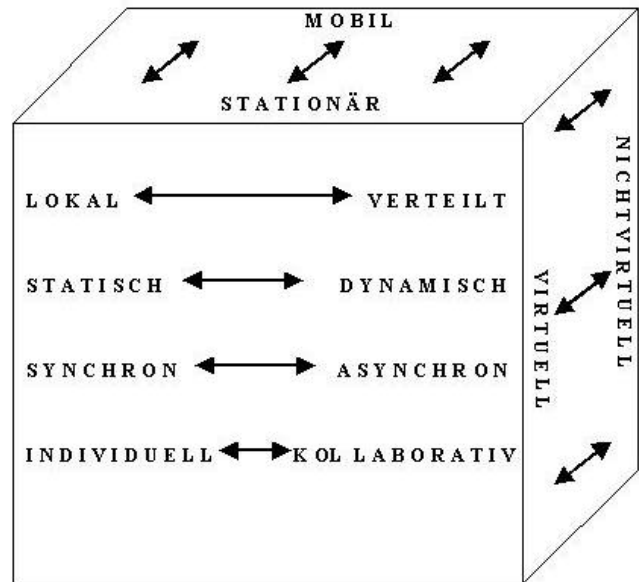 MOBIL
STATIONÄR
LOKAL VERTEILT
STATISCH DYNAMISCH
SYNCHRON ASYNCHRON
INDIVIDUELL KOLLABORATIV
VIRTUELL
NICHTVIRTUELL